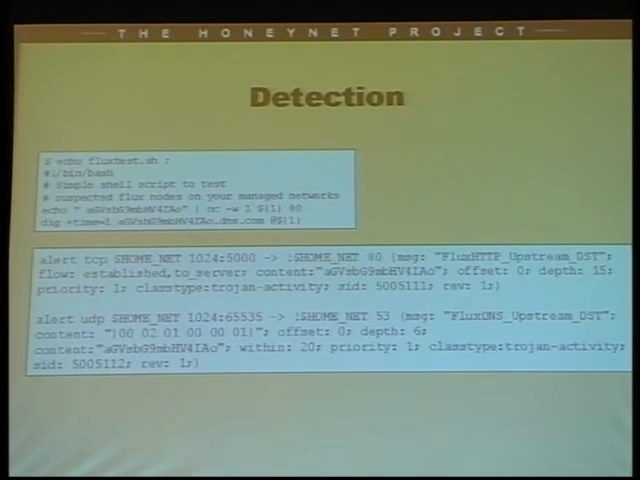 THE HONEYNET PROJECT
Detection
$ echo fluxtest.sh ;
#!/bin/bash
# Simple shell script to test
# suspected flux nodes on your managed networks
echo " aGVsbG9mbHV4IAo" | nc -w 1 ${1} 80
dig +time=1 aGVsbG9mbHV4IAo.dns.com @${1}
alert tcp $HOME_NET 1024:5000 -> !$HOME_NET 80 (msg: "FluxHTTP_Upstream_DST";
flow: established,to_server; content:"aGVsbG9mbHV4IAo"; offset: 0; depth: 15;
priority: 1; classtype:trojan-activity; sid: 5005111; rev: 1;)
alert udp $HOME_NET 1024:65535 -> !$HOME_NET 53 (msg: "FluxDNS_Upstream_DST";
content: "|00 02 01 00 00 01|"; offset: 0; depth: 6;
content:"aGVsbG9mbHV4IAo"; within: 20; priority: 1; classtype:trojan-activity;
sid: 5005112; rev: 1;)